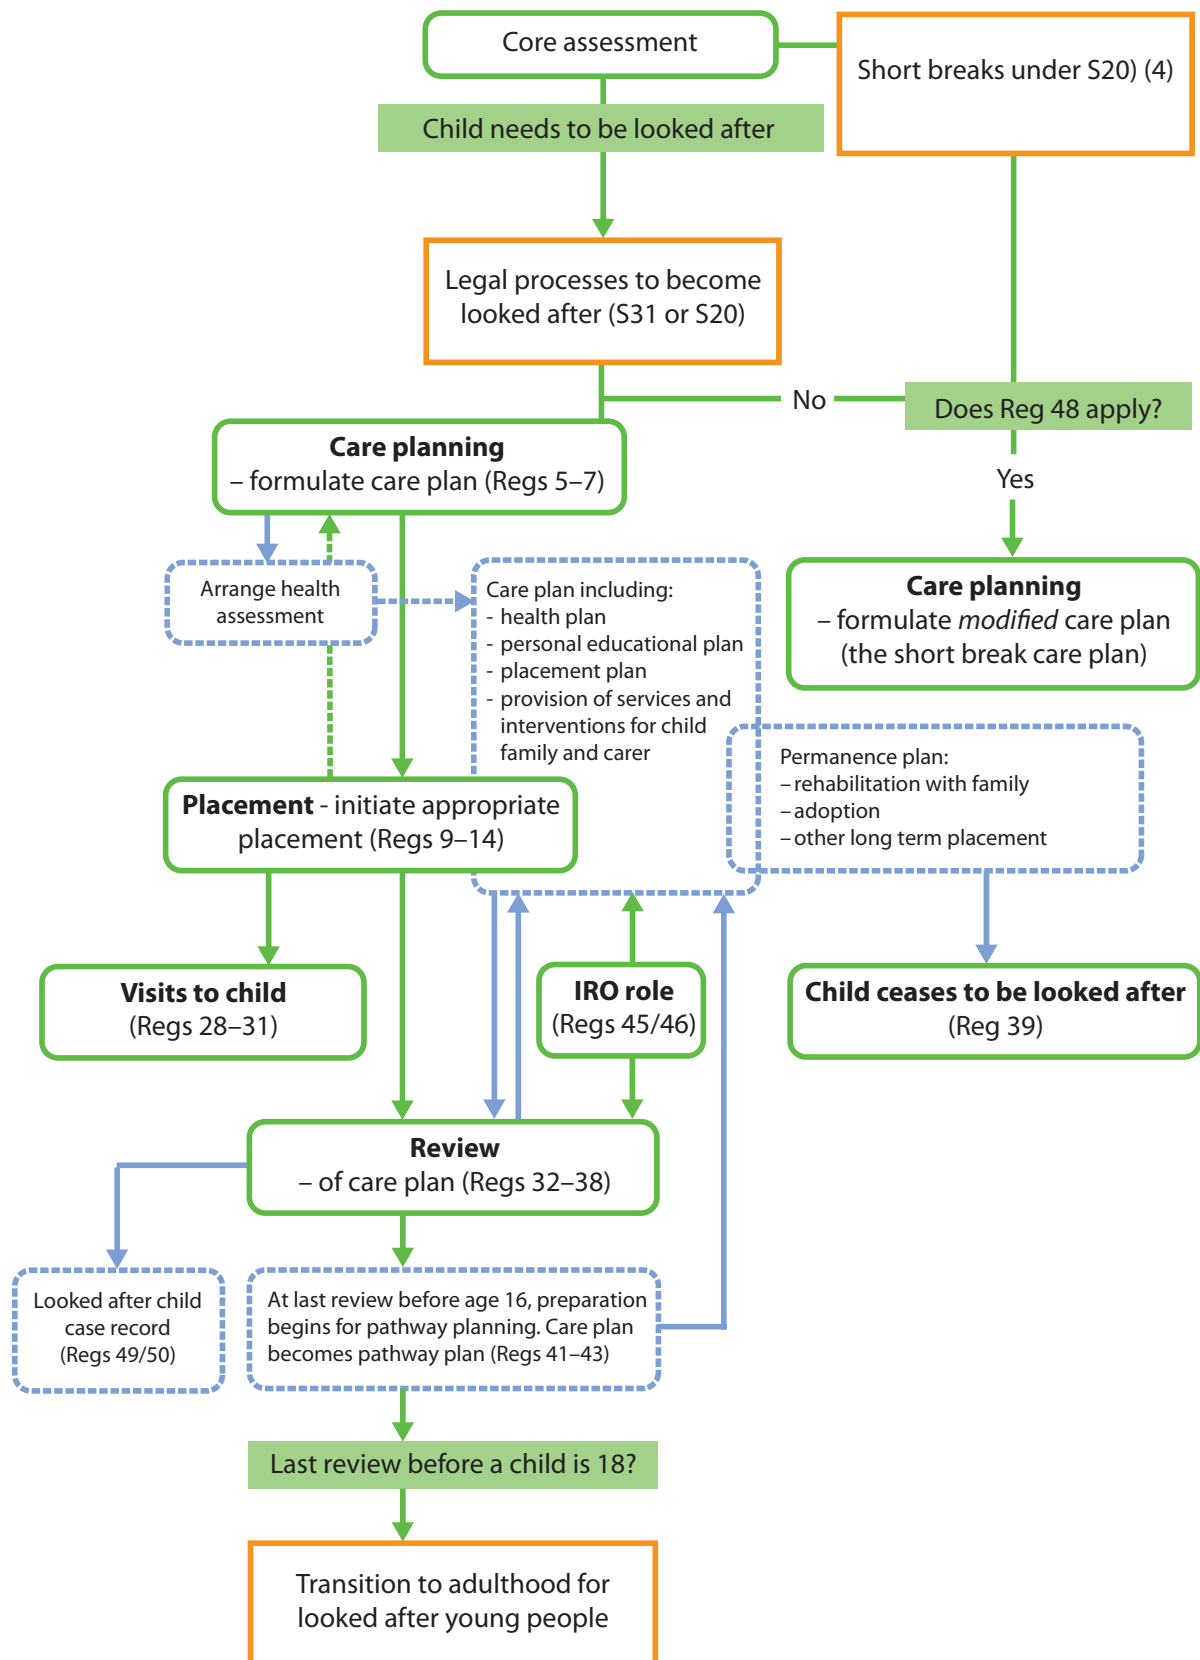 Core assessment
Short breaks under S20) (4)
Child needs to be looked after
Legal processes to become
looked after (S31 or S20)
No
Does Reg 48 apply?
Yes
Care planning
– formulate care plan (Regs 5–7)
Arrange health
assessment
Care plan including:
- health plan
- personal educational plan
- placement plan
- provision of services and
interventions for child
family and carer
Care planning
– formulate modified care plan
(the short break care plan)
Permanence plan:
– rehabilitation with family
– adoption
– other long term placement
Placement - initiate appropriate
placement (Regs 9–14)
Visits to child
(Regs 28–31)
IRO role
(Regs 45/46)
Child ceases to be looked after
(Reg 39)
Review
– of care plan (Regs 32–38)
Looked after child
case record
(Regs 49/50)
At last review before age 16, preparation
begins for pathway planning. Care plan
becomes pathway plan (Regs 41–43)
Last review before a child is 18?
Transition to adulthood for
looked after young people